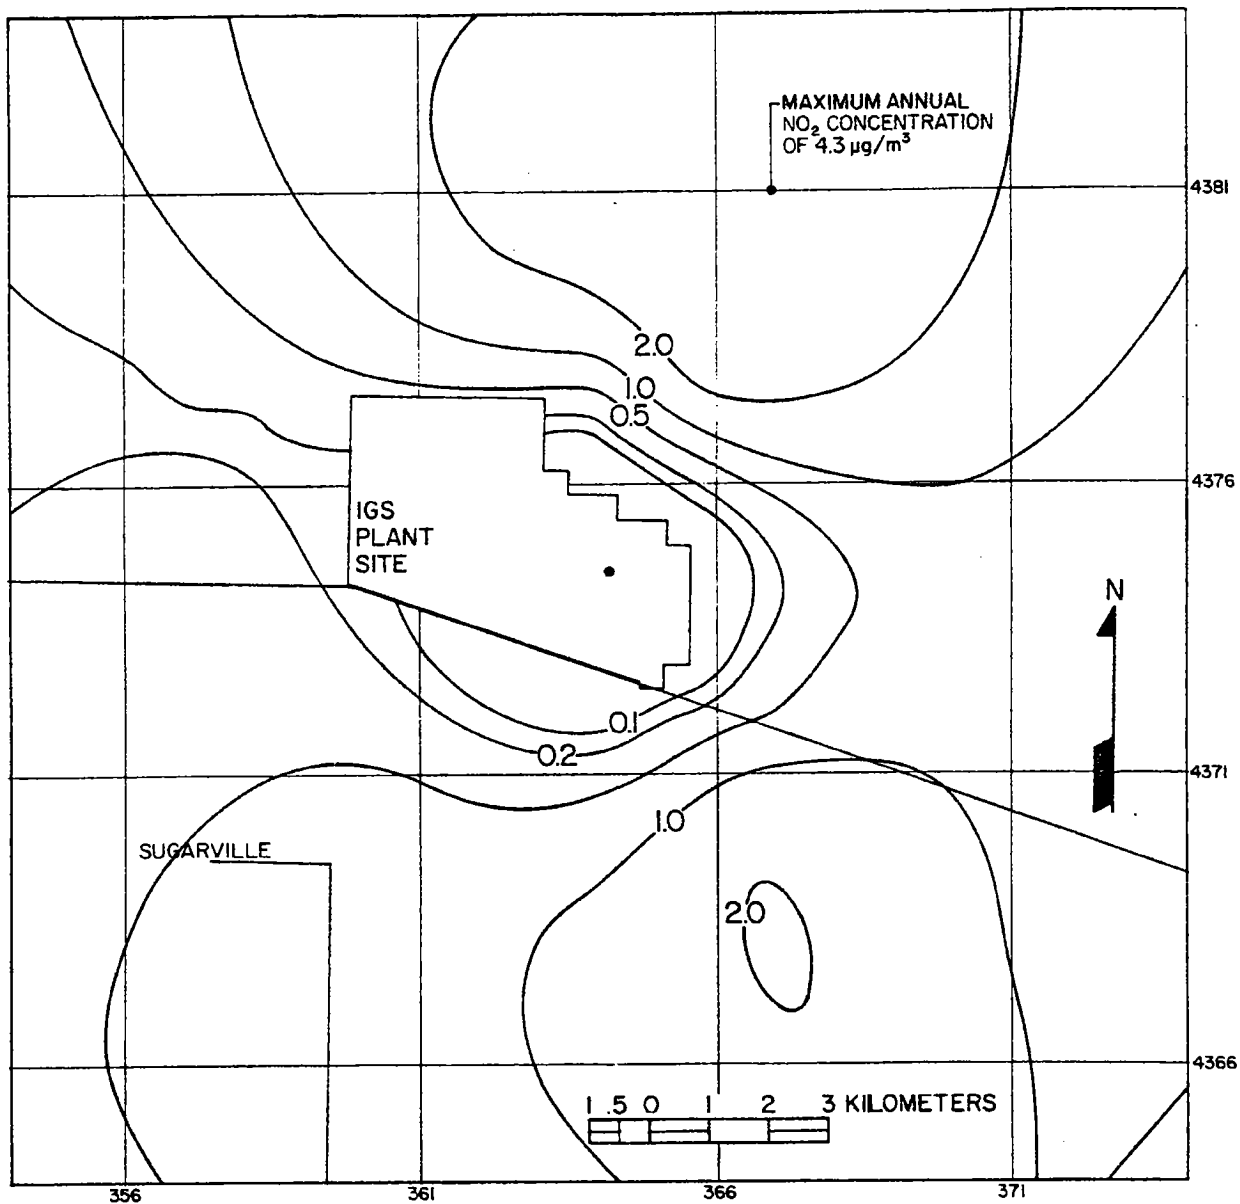 MAXIMUM ANNUAL
NO₂ CONCENTRATION
OF 4.3 µg/m³
4381
2.0
1.0
0.5
4376
IGS
PLANT
SITE
N
0.1
0.2
4371
1.0
SUGARVILLE
2.0
4366
1 .5 0 1 2 3 KILOMETERS
356 361 366 371